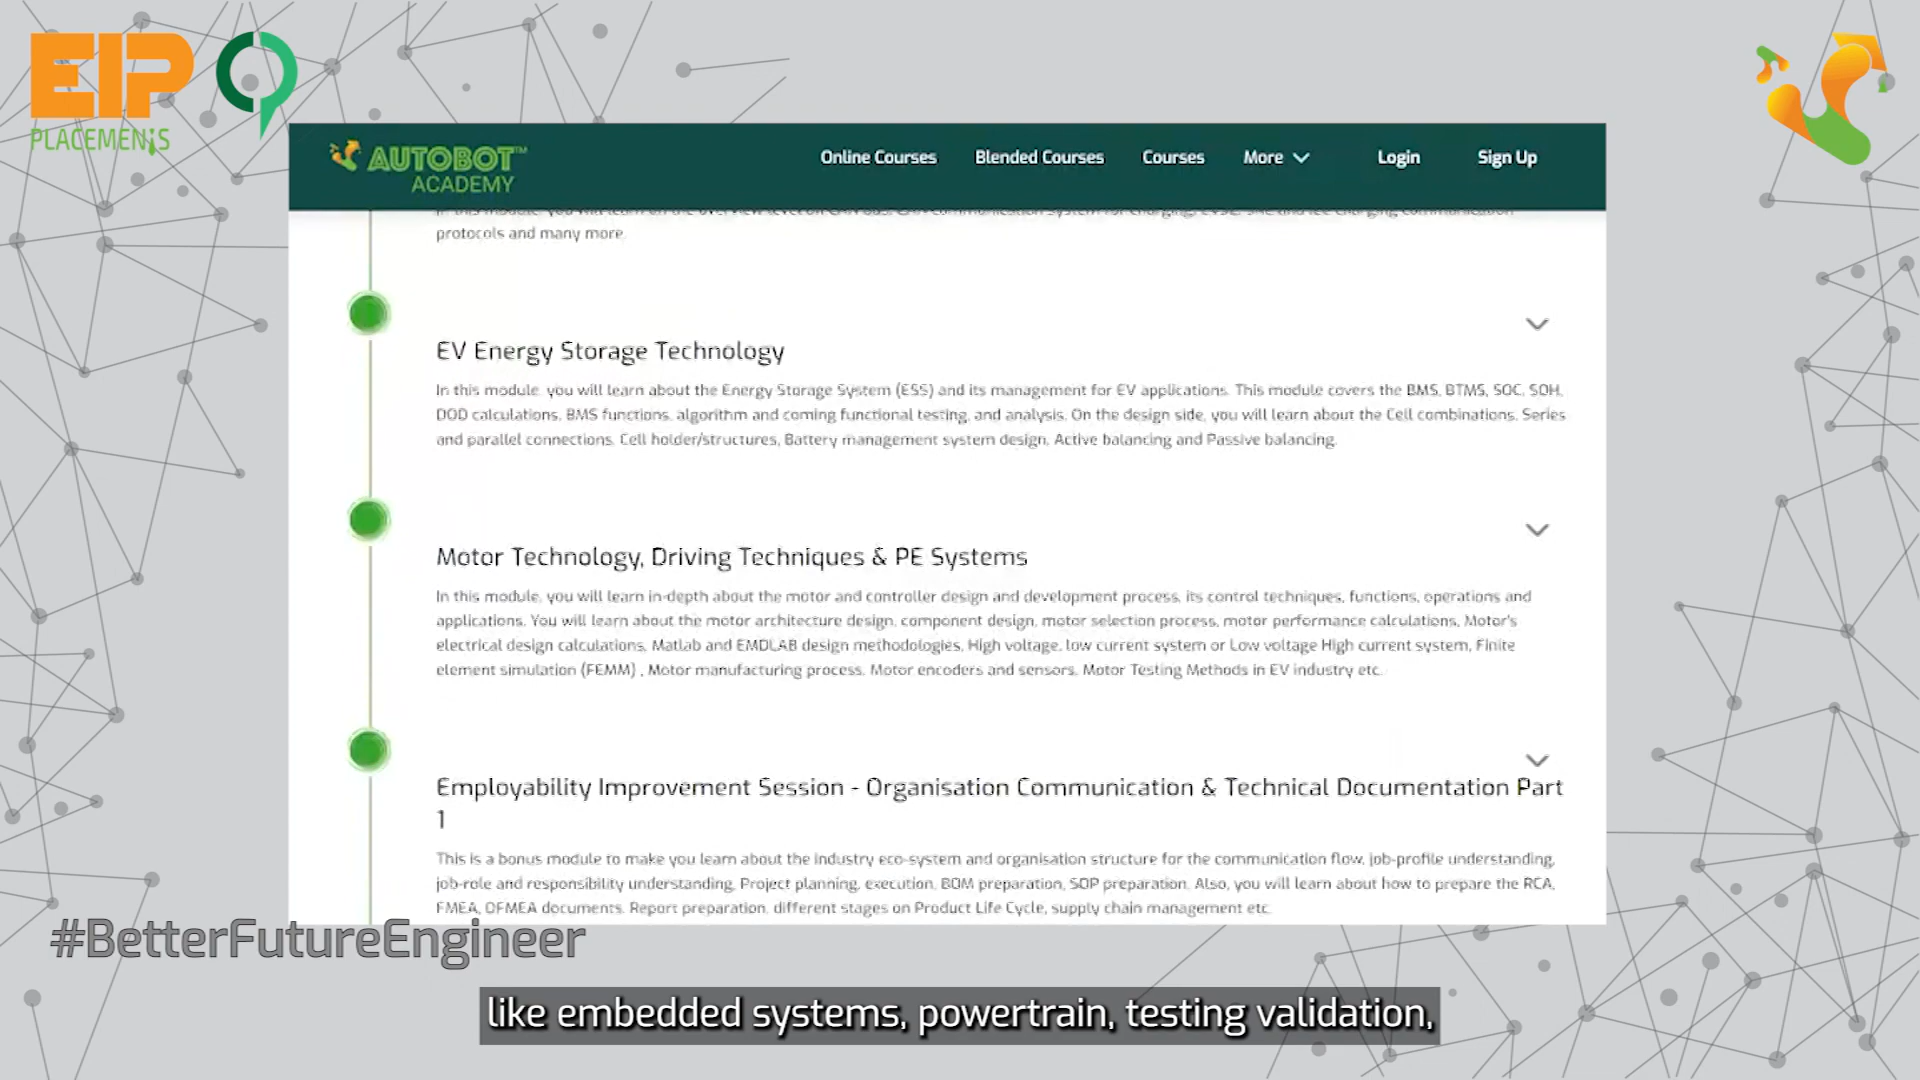 EIP
PLACEMENTS
AUTOBOT™
ACADEMY
Online Courses
Blended Courses
Courses
More
Login
Sign Up
protocols and many more.
EV Energy Storage Technology
In this module, you will learn about the Energy Storage System (ESS) and its management for EV applications. This module covers the BMS, BTMS, SOC, SOH,
DOD calculations, BMS functions, algorithm and coming functional testing, and analysis. On the design side, you will learn about the Cell combinations, Series
and parallel connections, Cell holder/structures, Battery management system design, Active balancing and Passive balancing.
Motor Technology, Driving Techniques & PE Systems
In this module, you will learn in-depth about the motor and controller design and development process, its control techniques, functions, operations and
applications. You will learn about the motor architecture design, component design, motor selection process, motor performance calculations, Motor's
electrical design calculations, Matlab and EMDLAB design methodologies, High voltage, low current system or Low voltage High current system, Finite
element simulation (FEMM) , Motor manufacturing process, Motor encoders and sensors, Motor Testing Methods in EV industry etc.
Employability Improvement Session - Organisation Communication & Technical Documentation Part
1
This is a bonus module to make you learn about the industry eco-system and organisation structure for the communication flow, job-profile understanding,
job-role and responsibility understanding, Project planning, execution, BOM preparation, SOP preparation. Also, you will learn about how to prepare the RCA,
FMEA, DFMEA documents. Report preparation, different stages on Product Life Cycle, supply chain management etc.
#BetterFutureEngineer
like embedded systems, powertrain, testing validation,